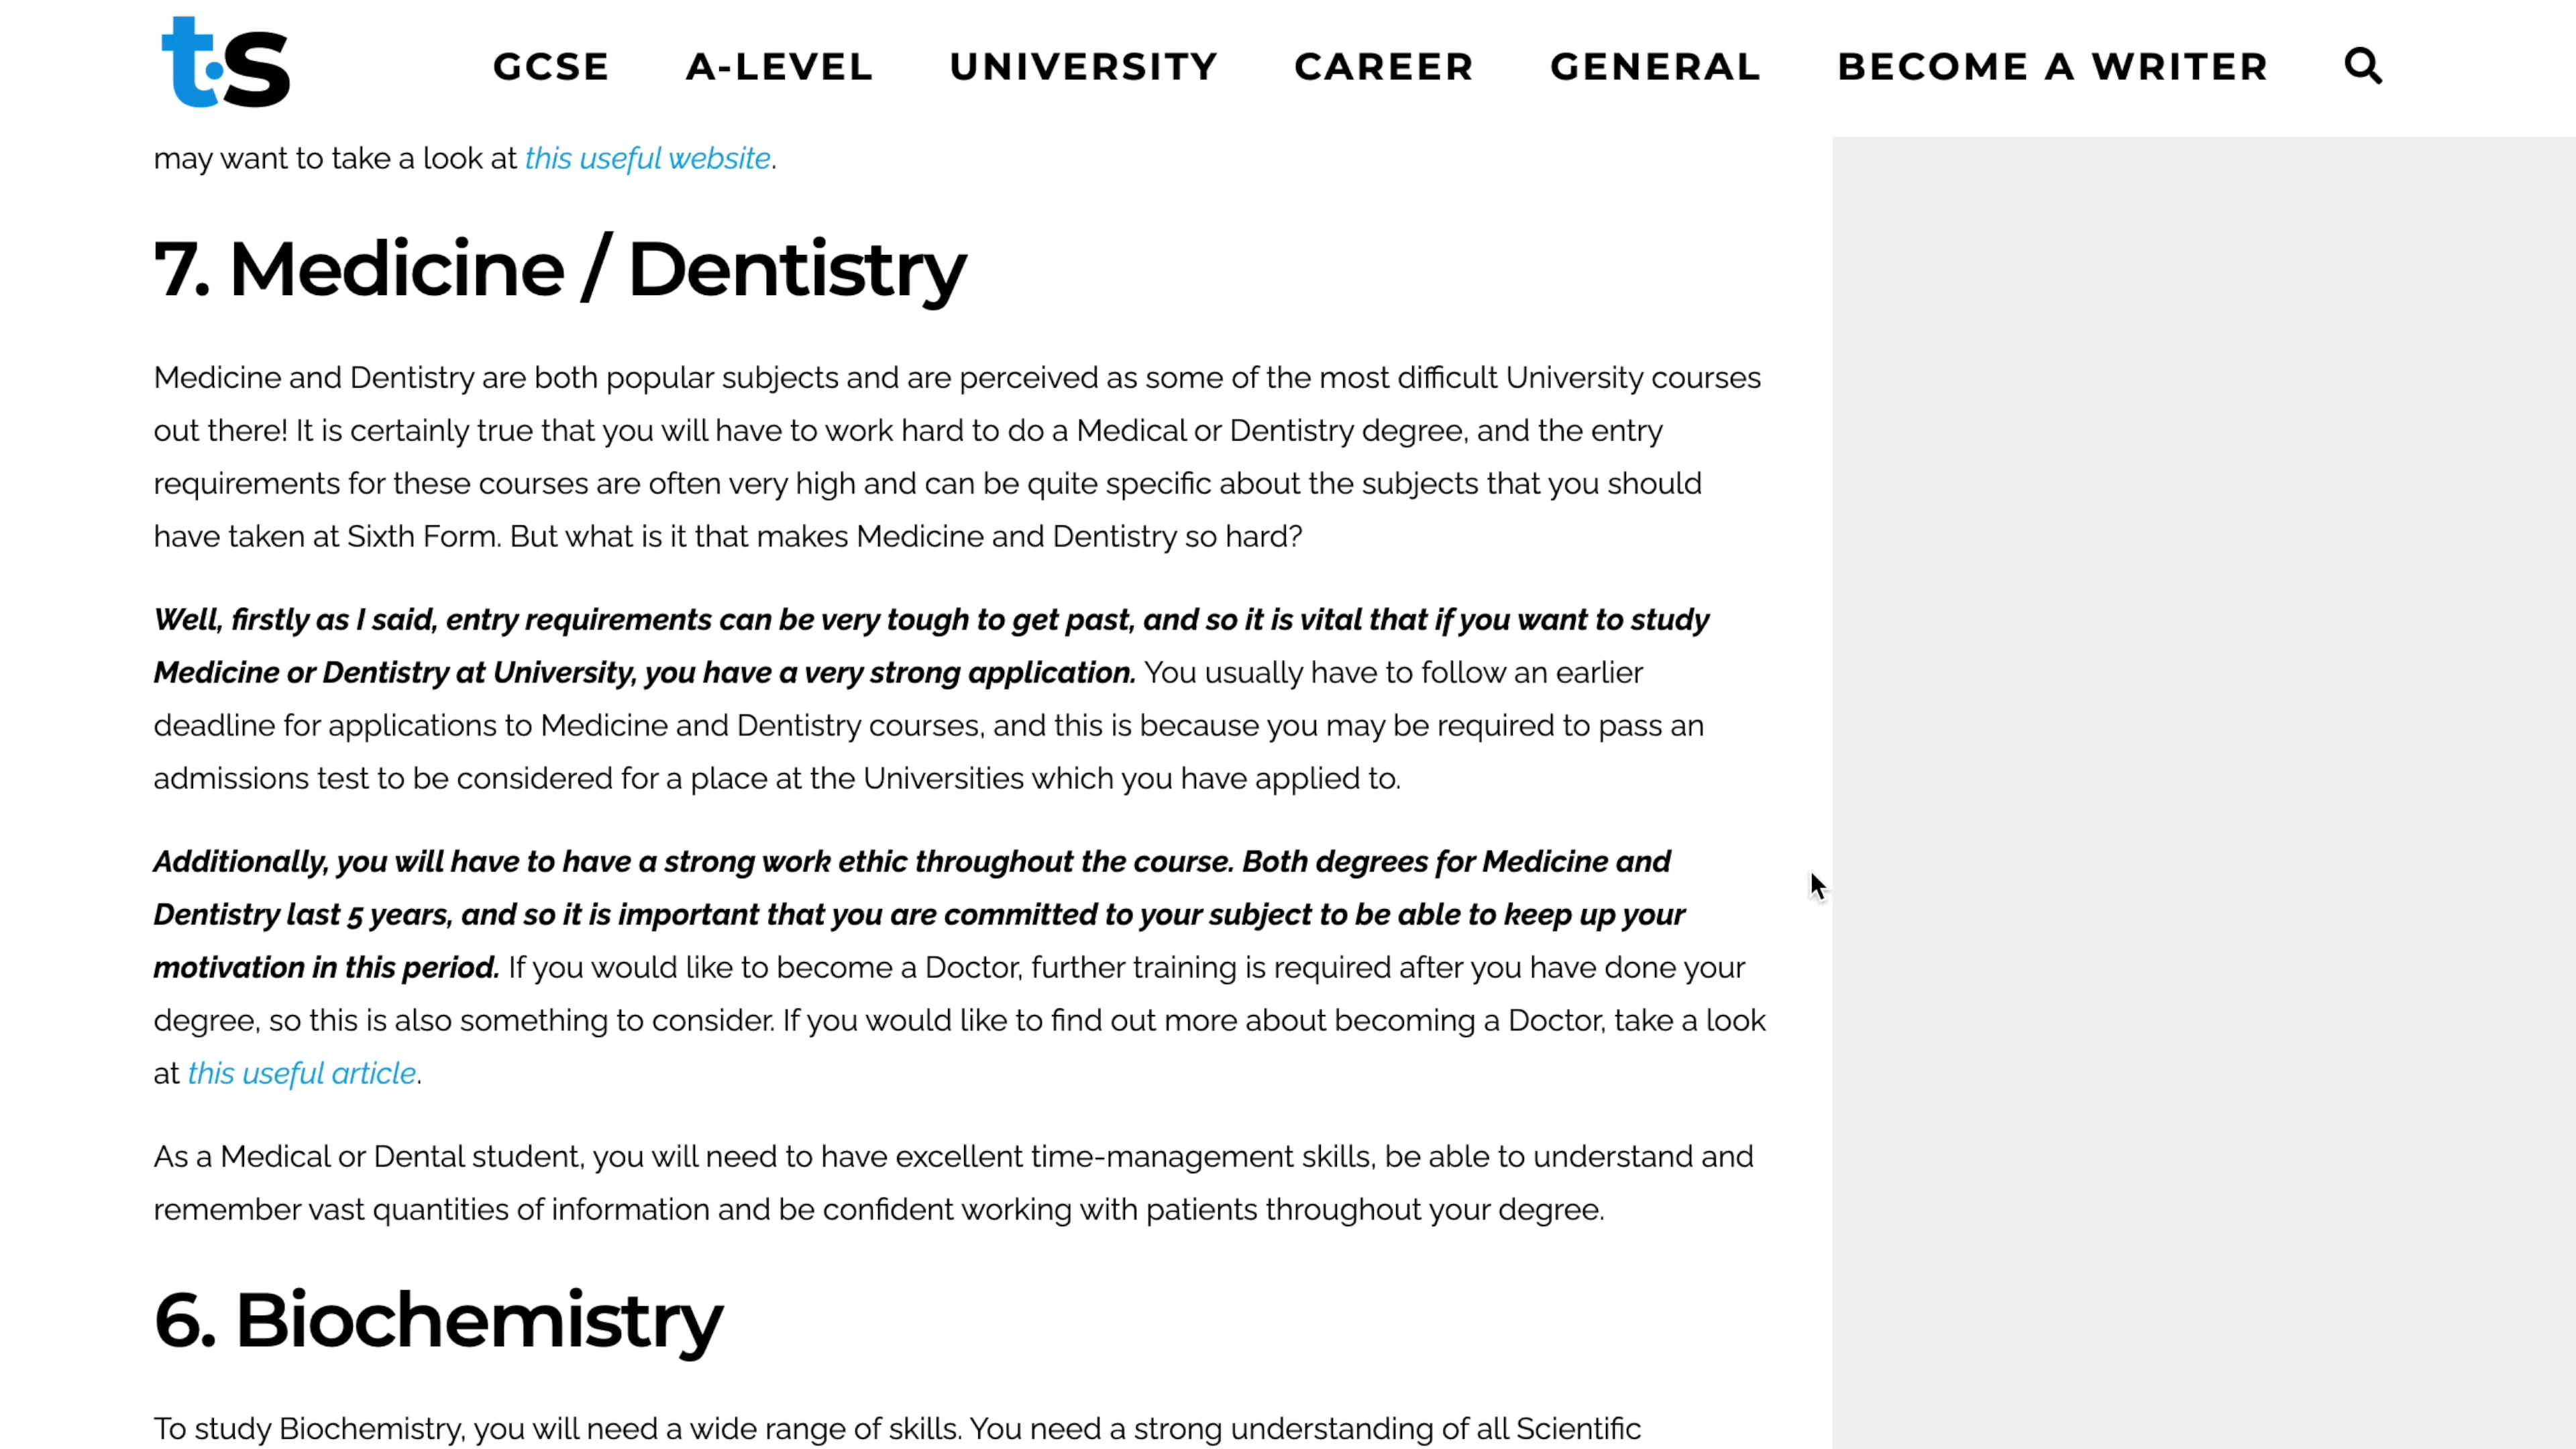 t·s
GCSE A-LEVEL UNIVERSITY CAREER GENERAL BECOME A WRITER
may want to take a look at this useful website.
7. Medicine / Dentistry
Medicine and Dentistry are both popular subjects and are perceived as some of the most difficult University courses
out there! It is certainly true that you will have to work hard to do a Medical or Dentistry degree, and the entry
requirements for these courses are often very high and can be quite specific about the subjects that you should
have taken at Sixth Form. But what is it that makes Medicine and Dentistry so hard?
Well, firstly as I said, entry requirements can be very tough to get past, and so it is vital that if you want to study
Medicine or Dentistry at University, you have a very strong application. You usually have to follow an earlier
deadline for applications to Medicine and Dentistry courses, and this is because you may be required to pass an
admissions test to be considered for a place at the Universities which you have applied to.
Additionally, you will have to have a strong work ethic throughout the course. Both degrees for Medicine and
Dentistry last 5 years, and so it is important that you are committed to your subject to be able to keep up your
motivation in this period. If you would like to become a Doctor, further training is required after you have done your
degree, so this is also something to consider. If you would like to find out more about becoming a Doctor, take a look
at this useful article.
As a Medical or Dental student, you will need to have excellent time-management skills, be able to understand and
remember vast quantities of information and be confident working with patients throughout your degree.
6. Biochemistry
To study Biochemistry, you will need a wide range of skills. You need a strong understanding of all Scientific